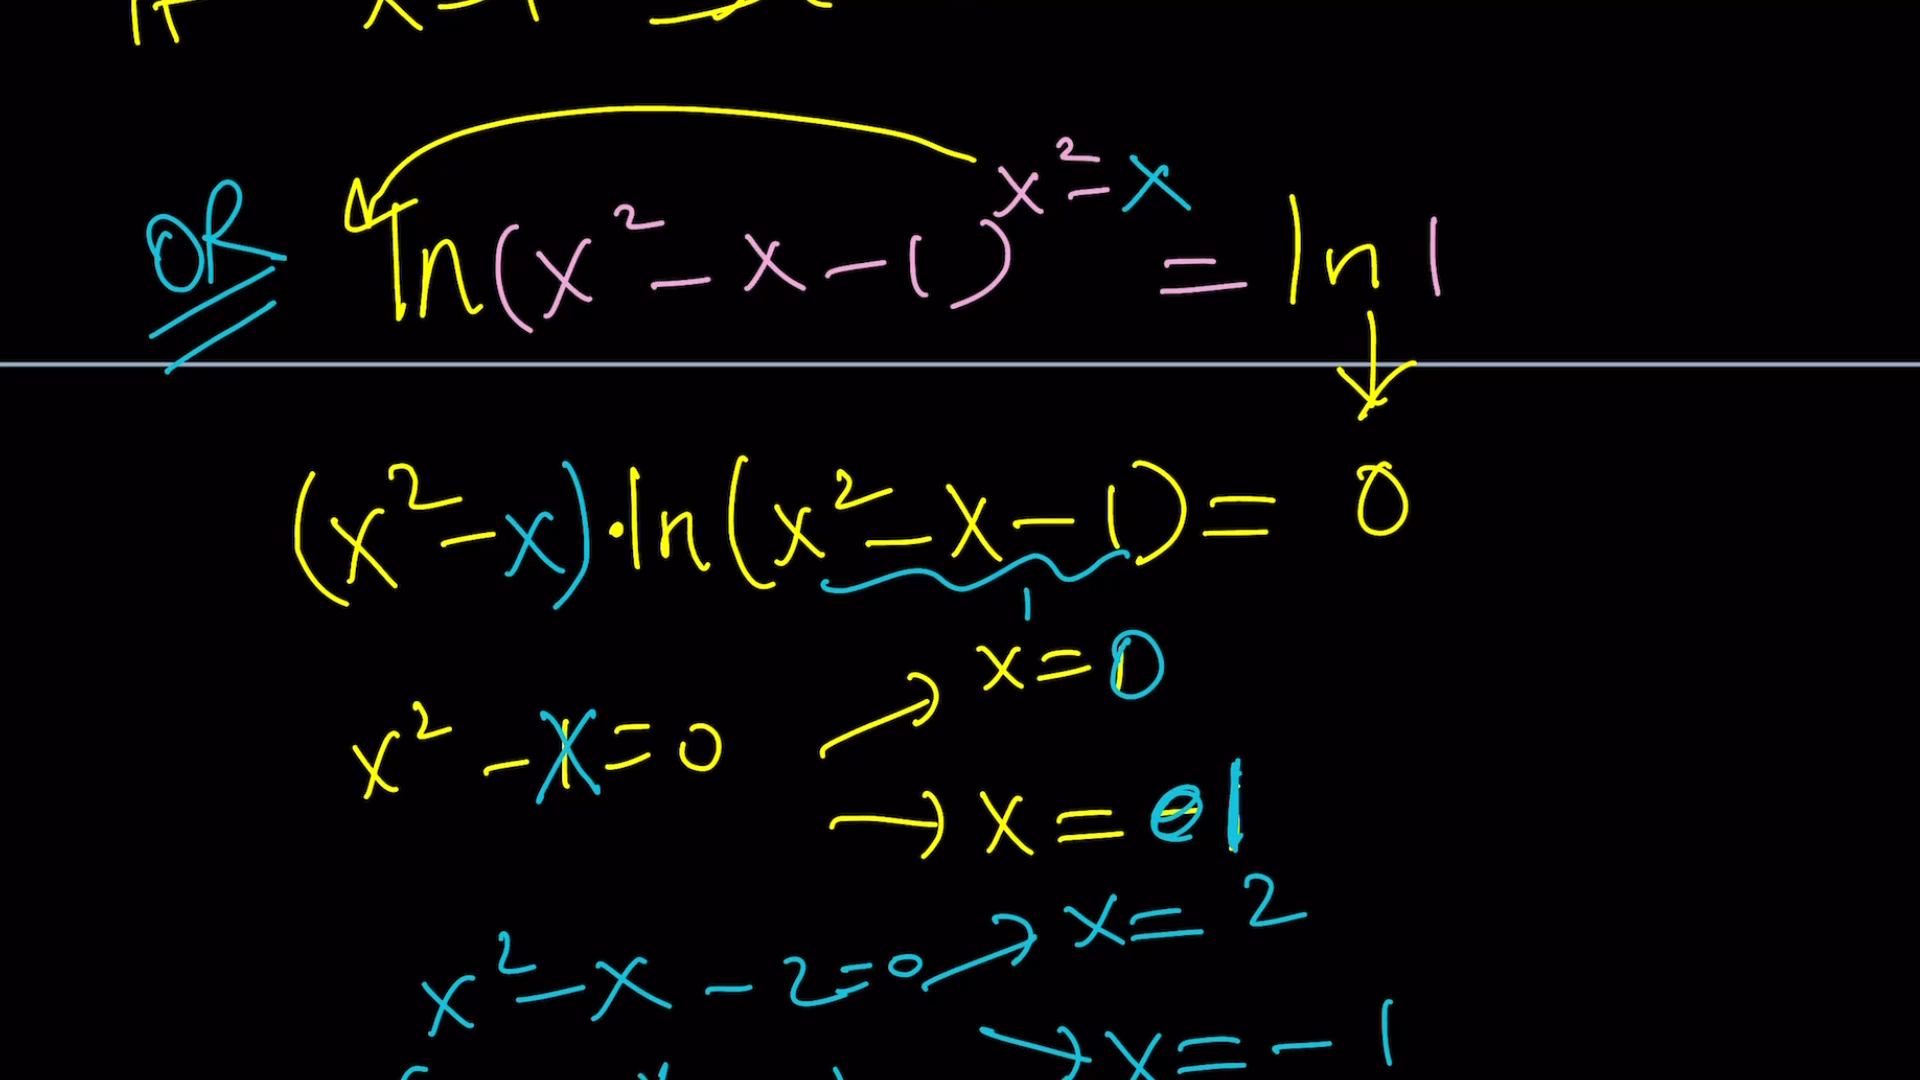 OR ln(x² - x - 1)^(x² - x) = ln 1
(x² - x)·ln(x² - x - 1) = 0
1
x = 0
x² - x = 0
x = 1
x = 2
x² - x - 2 = 0
x = -1